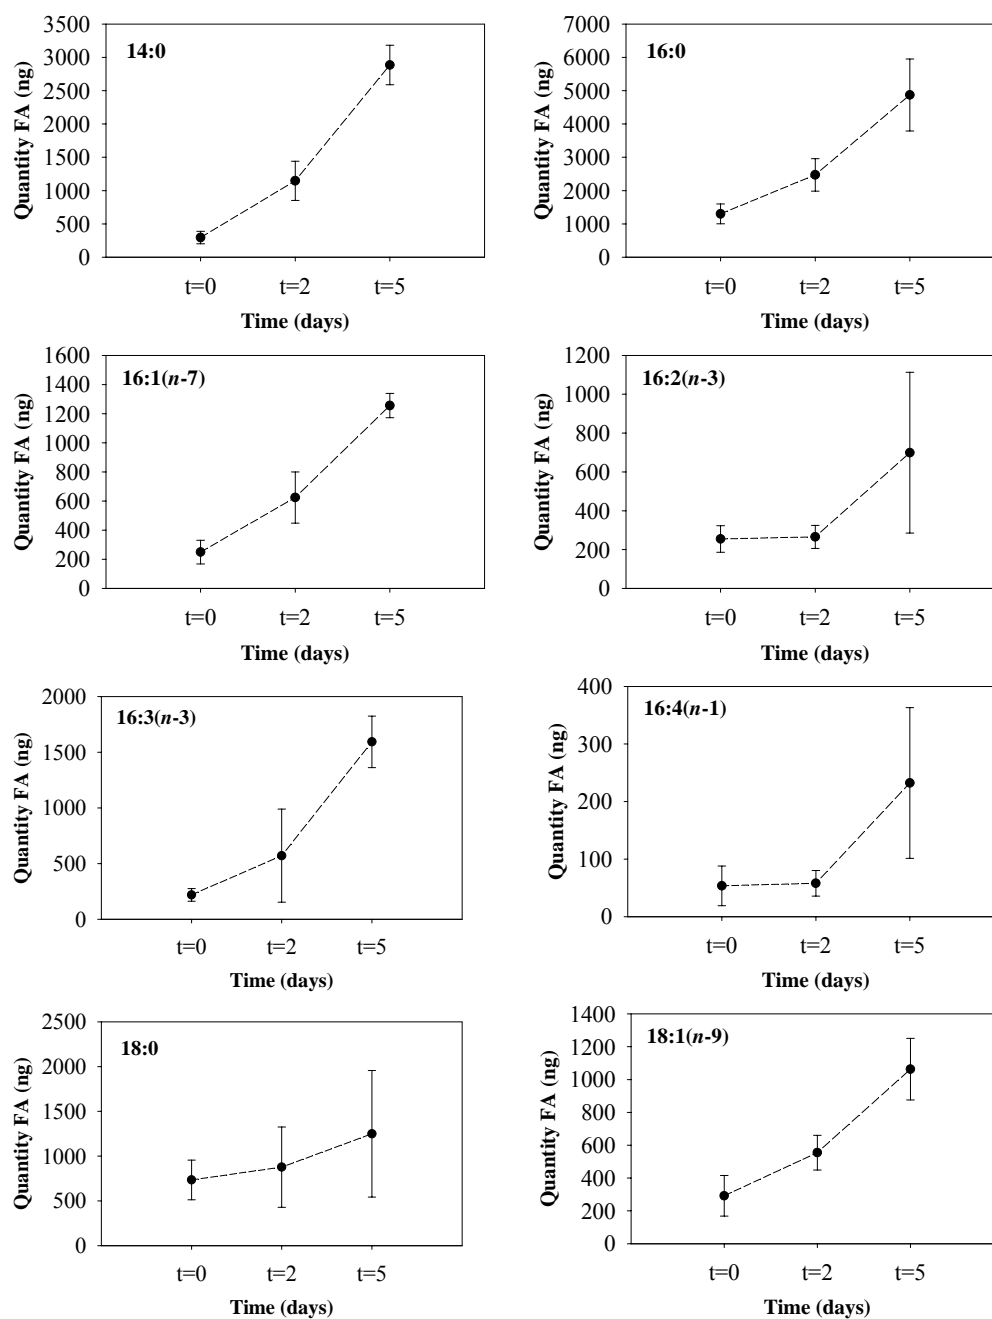 14:0
Quantity FA (ng)
3500
3000
2500
2000
1500
1000
500
0
t=0 t=2 t=5
Time (days)
16:0
Quantity FA (ng)
7000
6000
5000
4000
3000
2000
1000
0
t=0 t=2 t=5
Time (days)
16:1(n-7)
Quantity FA (ng)
1600
1400
1200
1000
800
600
400
200
0
t=0 t=2 t=5
Time (days)
16:2(n-3)
Quantity FA (ng)
1200
1000
800
600
400
200
0
t=0 t=2 t=5
Time (days)
16:3(n-3)
Quantity FA (ng)
2000
1500
1000
500
0
t=0 t=2 t=5
Time (days)
16:4(n-1)
Quantity FA (ng)
400
300
200
100
0
t=0 t=2 t=5
Time (days)
18:0
Quantity FA (ng)
2500
2000
1500
1000
500
0
t=0 t=2 t=5
Time (days)
18:1(n-9)
Quantity FA (ng)
1400
1200
1000
800
600
400
200
0
t=0 t=2 t=5
Time (days)